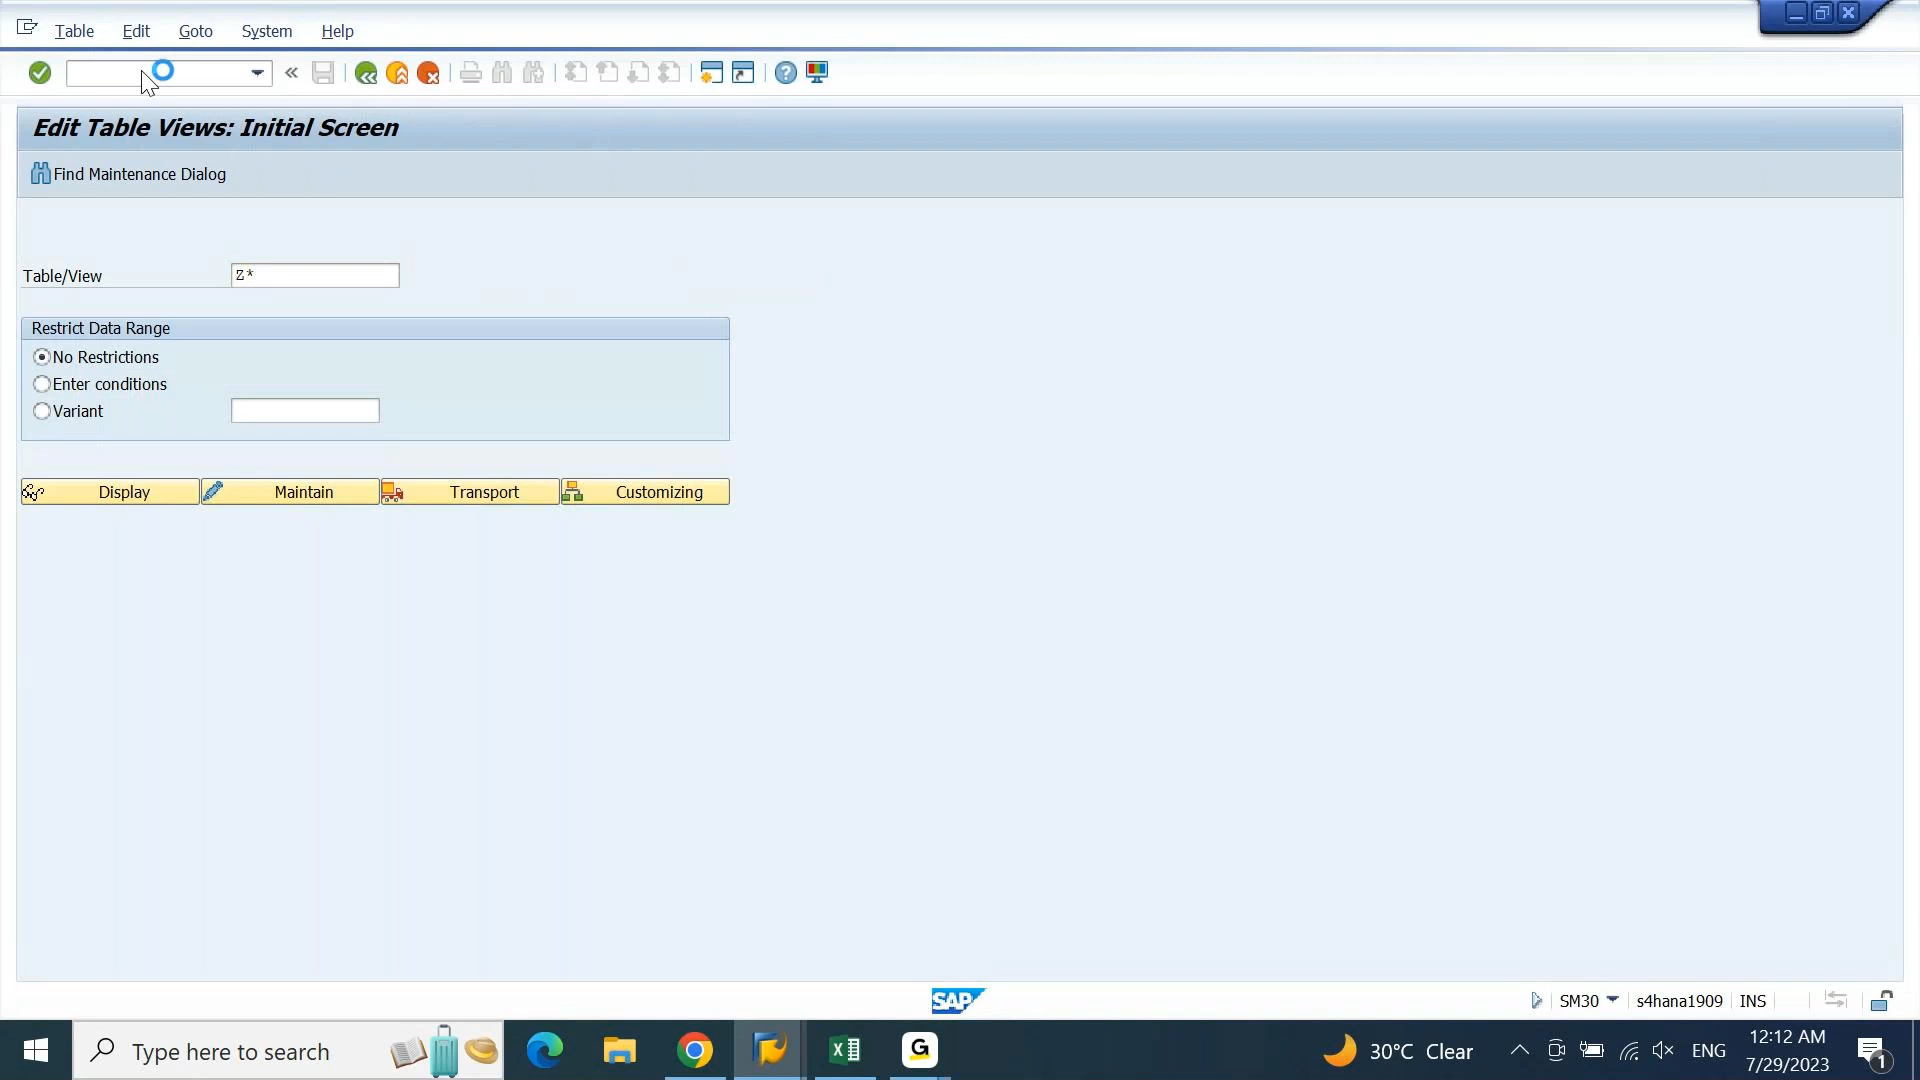 Table Edit Goto System Help
Edit Table Views: Initial Screen
Find Maintenance Dialog
Table/View Z*
Restrict Data Range
No Restrictions
Enter conditions
Variant
Display Maintain Transport Customizing
SAP SM30 s4hana1909 INS
Type here to search G 30°C Clear ENG 12:12 AM
7/29/2023 1